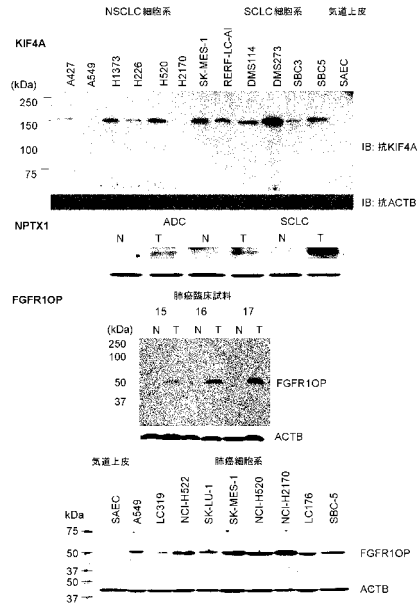 NSCLC 細胞系 SCLC 細胞系 気道上皮
KIF4A
(kDa) A427 A549 H1373 H226 H520 H2170 SK-MES-1 RERF-LC-AI DMS114 DMS273 SBC3 SBC5 SAEC
250
150
100
75
IB: 抗KIF4A
IB: 抗ACTB
NPTX1 ADC SCLC
N T N T N T
FGFR1OP 肺癌臨床試料
15 16 17
(kDa) N T N T N T
250
100
50 FGFR1OP
37
ACTB
気道上皮 肺癌細胞系
kDa SAEC A549 LC319 NCI-H522 SK-LU-1 SK-MES-1 NCI-H520 NCI-H2170 LC176 SBC-5
75
50 FGFR1OP
37
50
37 ACTB